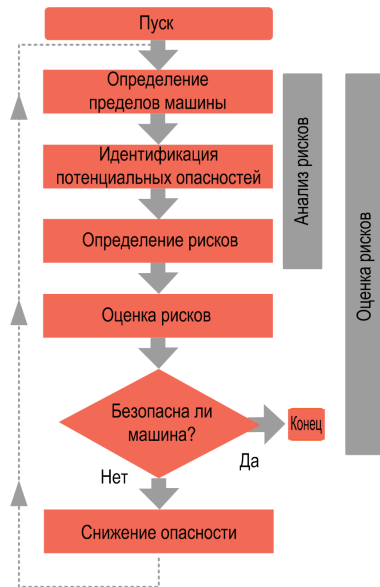 Пуск
Определение
пределов машины
Идентификация
потенциальных опасностей
Определение рисков
Оценка рисков
Безопасна ли
машина?
Конец
Да
Нет
Снижение опасности
Анализ рисков
Оценка рисков